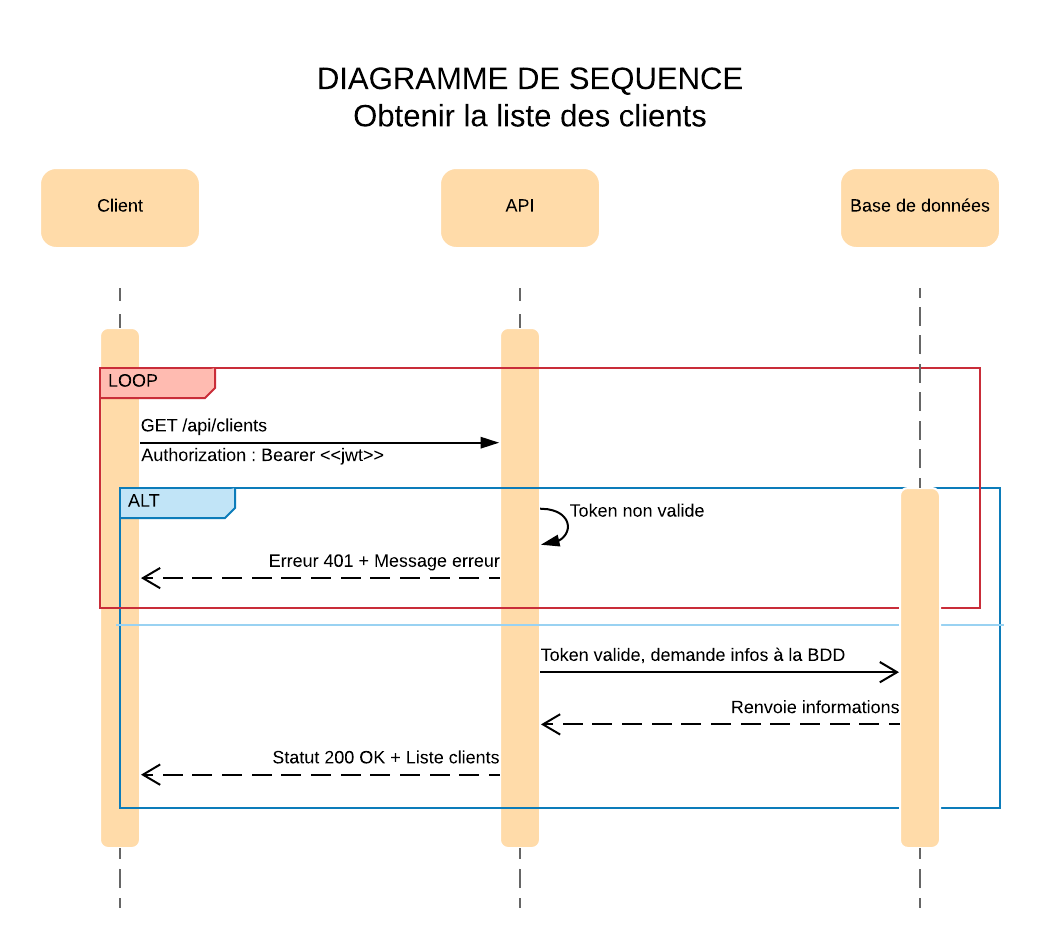 DIAGRAMME DE SEQUENCE
Obtenir la liste des clients
Client
API
Base de données
LOOP
GET /api/clients
Authorization : Bearer <<jwt>>
ALT
Token non valide
Erreur 401 + Message erreur
Token valide, demande infos à la BDD
Renvoie informations
Statut 200 OK + Liste clients